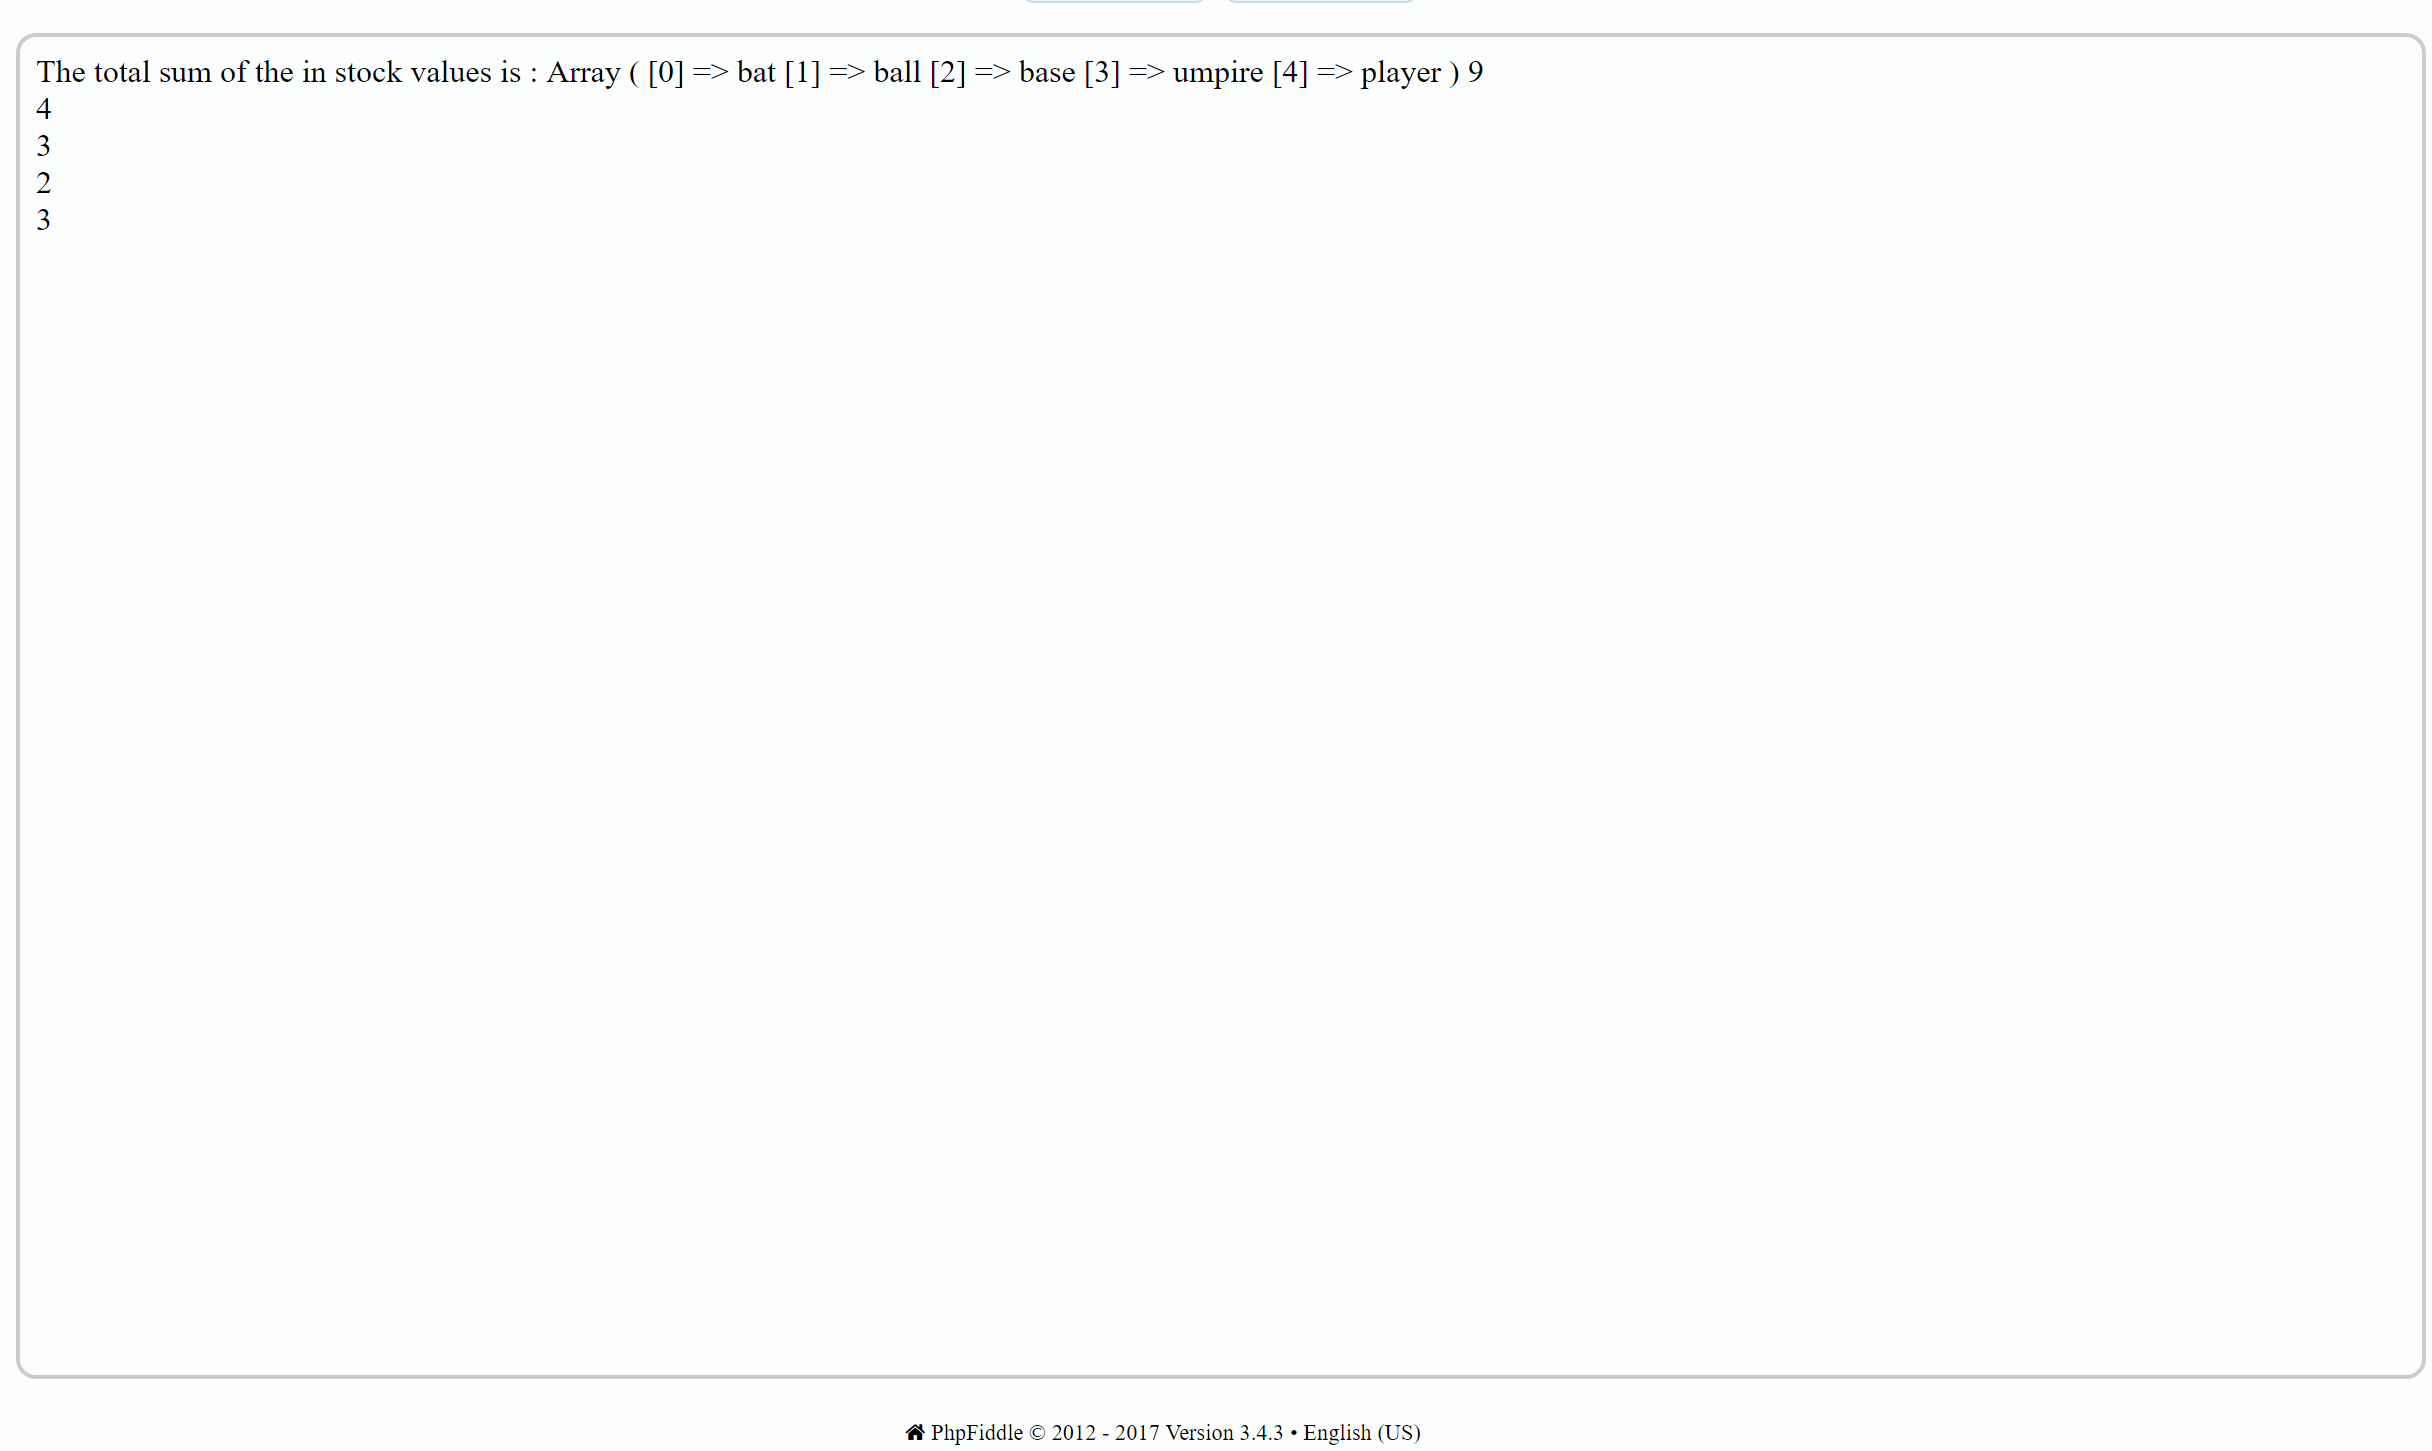 The total sum of the in stock values is : Array ( [0] => bat [1] => ball [2] => base [3] => umpire [4] => player ) 9
4
3
2
3
PhpFiddle © 2012 - 2017 Version 3.4.3 • English (US)